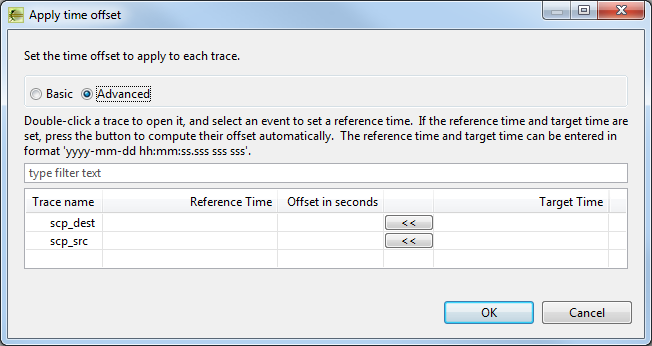 Apply time offset
Set the time offset to apply to each trace.
Basic Advanced
Double-click a trace to open it, and select an event to set a reference time.  If the reference time and target time are
set, press the button to compute their offset automatically.  The reference time and target time can be entered in
format 'yyyy-mm-dd hh:mm:ss.sss sss sss'.
type filter text
Trace name Reference Time Offset in seconds Target Time
scp_dest <<
scp_src <<
OK Cancel